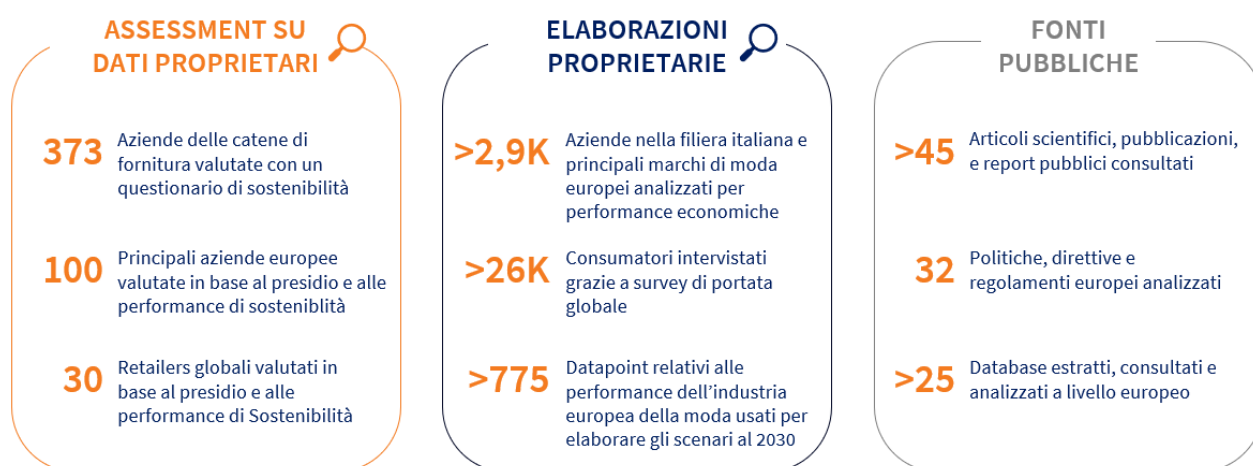 ASSESSMENT SU
DATI PROPRIETARI
373
Aziende delle catene di
fornitura valutate con un
questionario di sostenibilità
100
Principali aziende europee
valutate in base al presidio e alle
performance di sosteniblità
30
Retailers globali valutati in
base al presidio e alle
performance di Sostenibilità
ELABORAZIONI
PROPRIETARIE
>2,9K
Aziende nella filiera italiana e
principali marchi di moda
europei analizzati per
performance economiche
>26K
Consumatori intervistati
grazie a survey di portata
globale
>775
Datapoint relativi alle
performance dell’industria
europea della moda usati per
elaborare gli scenari al 2030
FONTI
PUBBLICHE
>45
Articoli scientifici, pubblicazioni,
e report pubblici consultati
32
Politiche, direttive e
regolamenti europei analizzati
>25
Database estratti, consultati e
analizzati a livello europeo